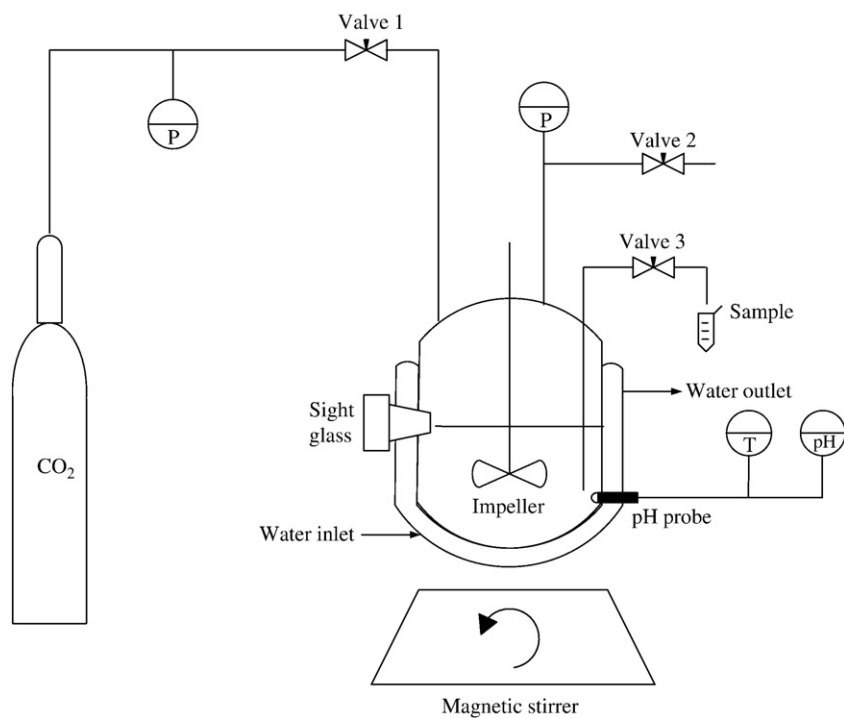 Valve 1
P
P
Valve 2
Valve 3
Sample
Water outlet
Sight
glass
CO₂
T
pH
Impeller
pH probe
Water inlet
Magnetic stirrer